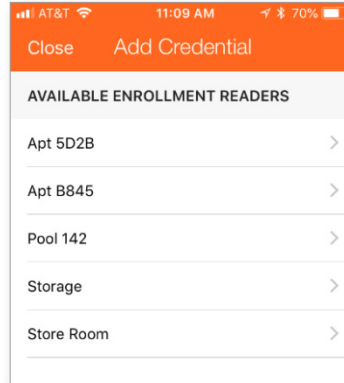 AT&T 11:09 AM 70%
Close Add Credential
AVAILABLE ENROLLMENT READERS
Apt 5D2B
Apt B845
Pool 142
Storage
Store Room